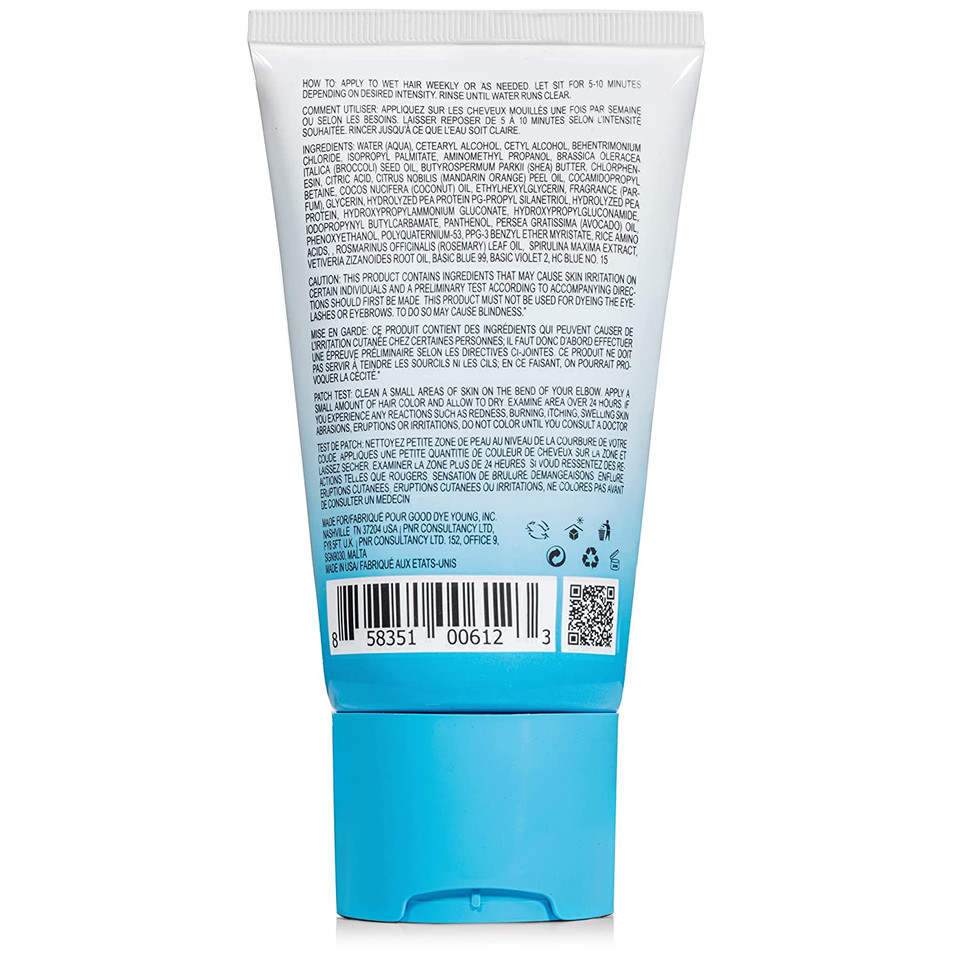 HOW TO: APPLY TO WET HAIR WEEKLY OR AS NEEDED. LET SIT FOR 5-10 MINUTES
DEPENDING ON DESIRED INTENSITY. RINSE UNTIL WATER RUNS CLEAR.
COMMENT UTILISER: APPLIQUEZ SUR LES CHEVEUX MOUILLÉS UNE FOIS PAR SEMAINE
OU SELON LES BESOINS. LAISSER REPOSER DE 5 À 10 MINUTES SELON L'INTENSITÉ
SOUHAITÉE. RINCER JUSQU'À CE QUE L'EAU SOIT CLAIRE.
INGREDIENTS: WATER (AQUA), CETEARYL ALCOHOL, CETYL ALCOHOL, BEHENTRIMONIUM
CHLORIDE, ISOPROPYL PALMITATE, AMINOMETHYL PROPANOL, BRASSICA OLERACEA
ITALICA (BROCCOLI) SEED OIL, BUTYROSPERMUM PARKII (SHEA) BUTTER, CHLORPHEN-
ESIN, CITRIC ACID, CITRUS NOBILIS (MANDARIN ORANGE) PEEL OIL, COCAMIDOPROPYL
BETAINE, COCOS NUCIFERA (COCONUT) OIL, ETHYLHEXYLGLYCERIN, FRAGRANCE (PAR-
FUM), GLYCERIN, HYDROLYZED PEA PROTEIN PG-PROPYL SILANETRIOL, HYDROLYZED PEA
PROTEIN, HYDROXYPROPYLAMMONIUM GLUCONATE, HYDROXYPROPYLGLUCONAMIDE,
IODOPROPYNYL BUTYLCARBAMATE, PANTHENOL, PERSEA GRATISSIMA (AVOCADO) OIL,
PHENOXYETHANOL, POLYQUATERNIUM-53, PPG-3 BENZYL ETHER MYRISTATE, RICE AMINO
ACIDS, , ROSMARINUS OFFICINALIS (ROSEMARY) LEAF OIL, SPIRULINA MAXIMA EXTRACT,
VETIVERIA ZIZANOIDES ROOT OIL, BASIC BLUE 99, BASIC VIOLET 2, HC BLUE NO. 15
CAUTION: THIS PRODUCT CONTAINS INGREDIENTS THAT MAY CAUSE SKIN IRRITATION ON
CERTAIN INDIVIDUALS AND A PRELIMINARY TEST ACCORDING TO ACCOMPANYING DIREC-
TIONS SHOULD FIRST BE MADE. THIS PRODUCT MUST NOT BE USED FOR DYEING THE EYE-
LASHES OR EYEBROWS. TO DO SO MAY CAUSE BLINDNESS."
MISE EN GARDE: CE PRODUIT CONTIENT DES INGRÉDIENTS QUI PEUVENT CAUSER DE
L'IRRITATION CUTANÉE CHEZ CERTAINES PERSONNES; IL FAUT DONC D'ABORD EFFECTUER
UNE ÉPREUVE PRÉLIMINAIRE SELON LES DIRECTIVES CI-JOINTES. CE PRODUIT NE DOIT
PAS SERVIR À TEINDRE LES SOURCILS NI LES CILS; EN CE FAISANT, ON POURRAIT PRO-
VOQUER LA CÉCITÉ."
PATCH TEST: CLEAN A SMALL AREAS OF SKIN ON THE BEND OF YOUR ELBOW. APPLY A
SMALL AMOUNT OF HAIR COLOR AND ALLOW TO DRY. EXAMINE AREA OVER 24 HOURS. IF
YOU EXPERIENCE ANY REACTIONS SUCH AS REDNESS, BURNING, ITCHING, SWELLING SKIN
ABRASIONS, ERUPTIONS OR IRRITATIONS, DO NOT COLOR UNTIL YOU CONSULT A DOCTOR
TEST DE PATCH: NETTOYEZ PETITE ZONE DE PEAU AU NIVEAU DE LA COURBURE DE VOTRE
COUDE. APPLIQUES UNE PETITE QUANTITIE DE COULEUR DE CHEVEUX SUR LA ZONE ET
LAISSEZ SECHER. EXAMINER LA ZONE PLUS DE 24 HEURES. SI VOUD RESSENTEZ DES RE-
ACTIONS TELLES QUE ROUGERS, SENSATION DE BRULURE, DEMANGEAISONS, ENFLURE,
ERUPTIONS CUTANEES, ERUPTIONS CUTANEES OU IRRITATIONS, NE COLORES PAS AVANT
DE CONSULTER UN MEDECIN
MADE FOR/FABRIQUÉ POUR GOOD DYE YOUNG, INC.
NASHVILLE, TN 37204 USA | PNR CONSULTANCY LTD,
FY8 5FT, U.K | PNR CONSULTANCY LTD. 152, OFFICE 9,
SGN9030, MALTA
MADE IN USA/ FABRIQUÉ AUX ETATS-UNIS
8 58351 00612 3